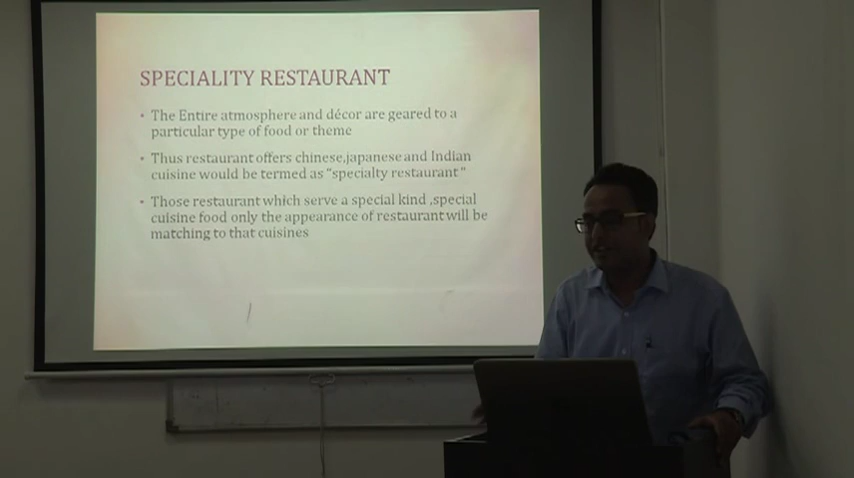 SPECIALITY RESTAURANT
• The Entire atmosphere and décor are geared to a
particular type of food or theme
• Thus restaurant offers chinese,japanese and Indian
cuisine would be termed as “specialty restaurant ”
• Those restaurant which serve a special kind ,special
cuisine food only the appearance of restaurant will be
matching to that cuisines